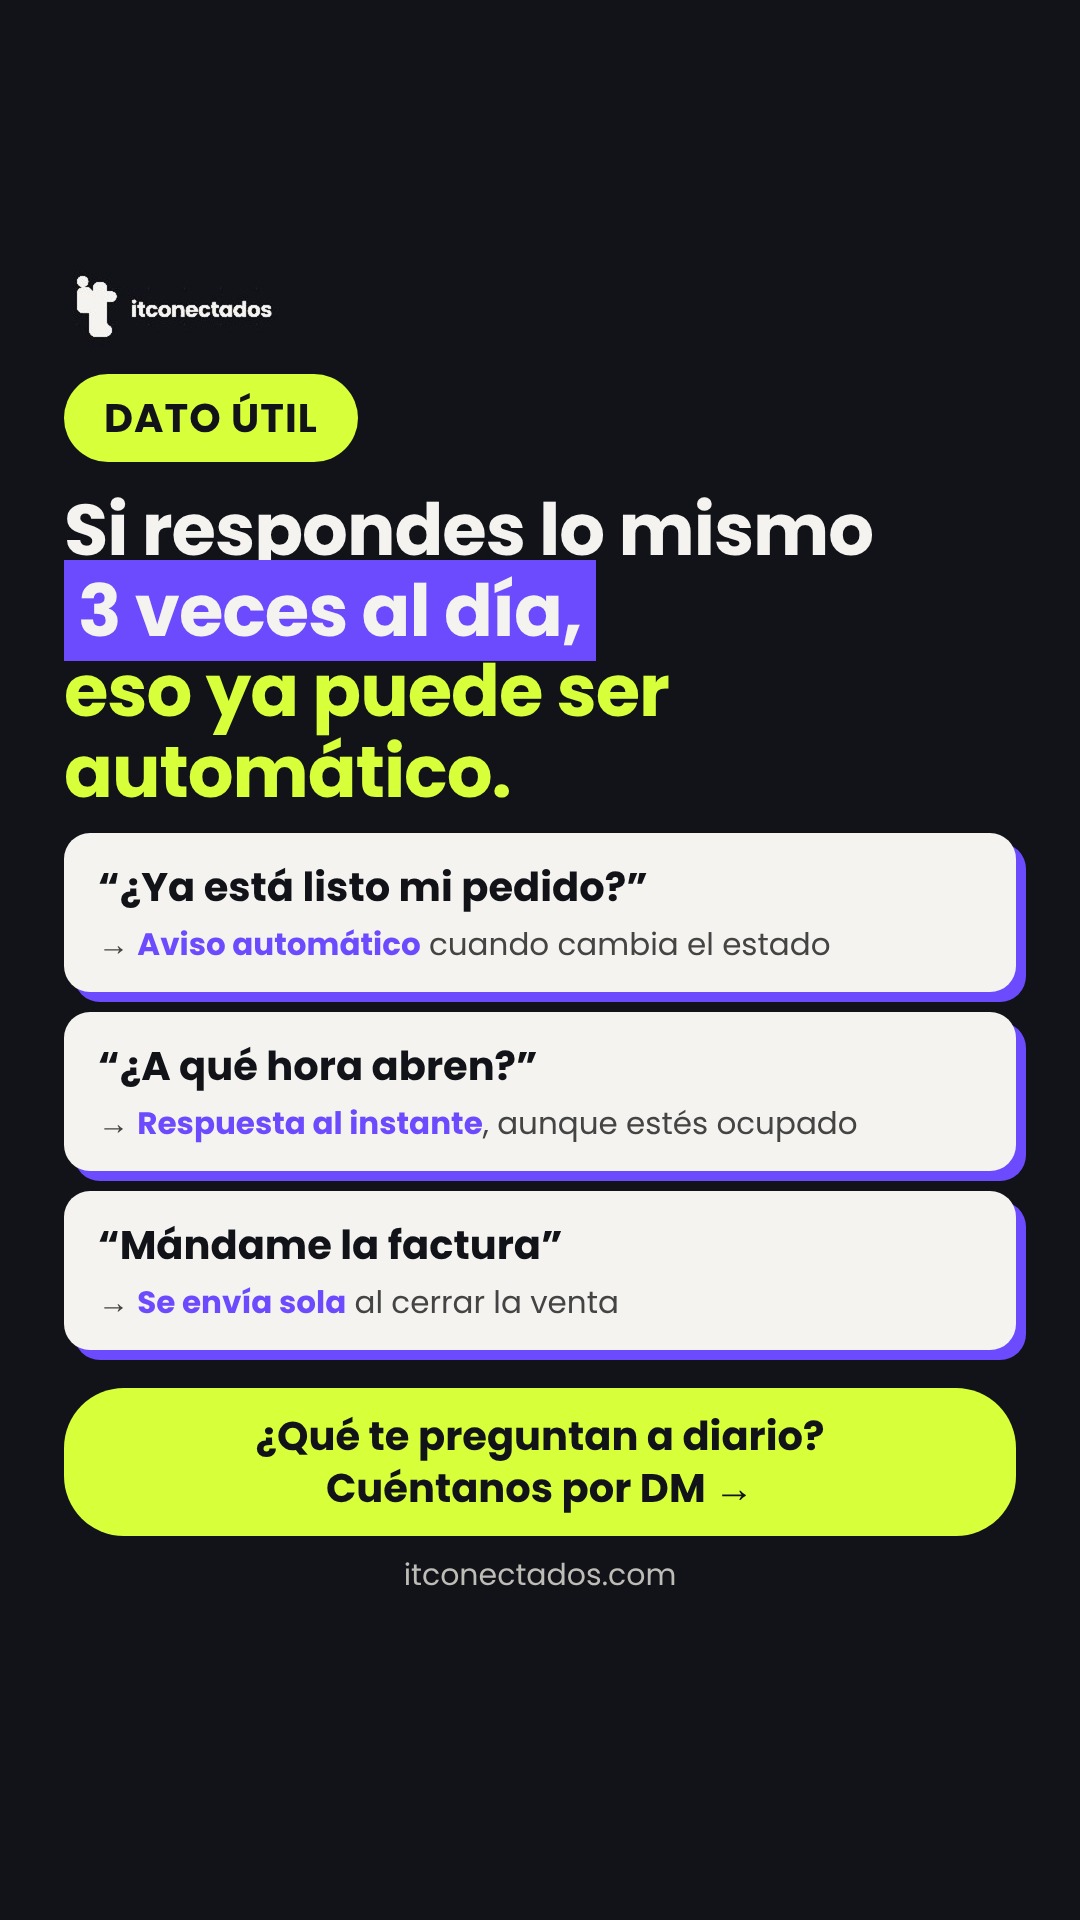 itconectados
DATO ÚTIL
Si respondes lo mismo
3 veces al día,
eso ya puede ser
automático.
“¿Ya está listo mi pedido?”
→ Aviso automático cuando cambia el estado
“¿A qué hora abren?”
→ Respuesta al instante, aunque estés ocupado
“Mándame la factura”
→ Se envía sola al cerrar la venta
¿Qué te preguntan a diario?
Cuéntanos por DM →
itconectados.com